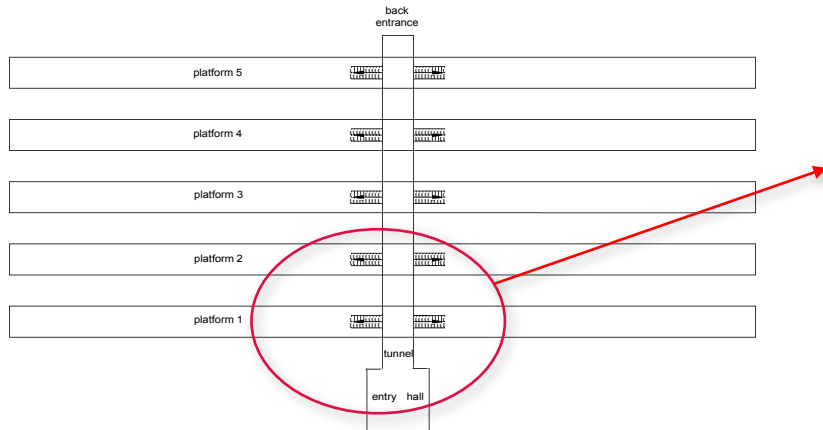 back
entrance
platform 5
platform 4
platform 3
platform 2
platform 1
tunnel
entry hall